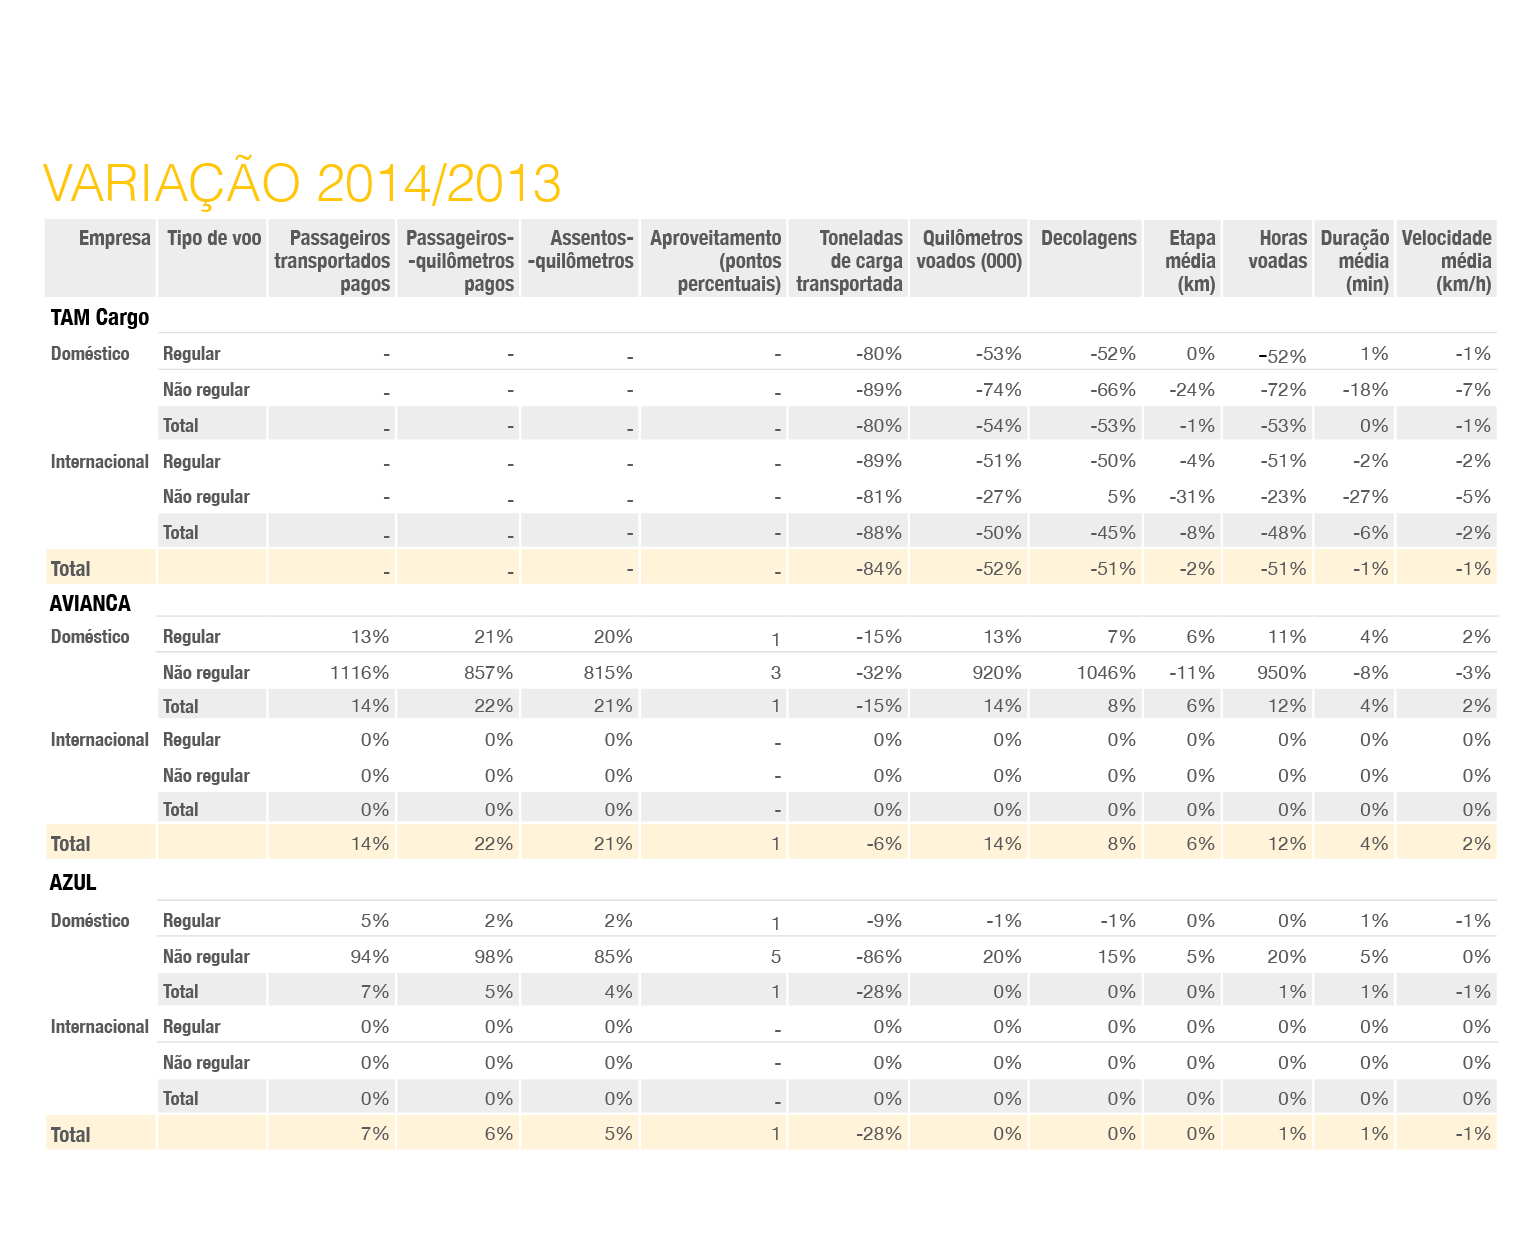 VARIAÇÃO 2014/2013
Empresa Tipo de voo Passageiros transportados pagos Passageiros- -quilômetros pagos Assentos- -quilômetros Aproveitamento (pontos percentuais) Toneladas de carga transportada Quilômetros voados (000) Decolagens Etapa média (km) Horas voadas Duração média (min) Velocidade média (km/h)
TAM Cargo
Doméstico Regular - - - - -80% -53% -52% 0% -52% 1% -1%
Não regular - - - - -89% -74% -66% -24% -72% -18% -7%
Total - - - - -80% -54% -53% -1% -53% 0% -1%
Internacional Regular - - - - -89% -51% -50% -4% -51% -2% -2%
Não regular - - - - -81% -27% 5% -31% -23% -27% -5%
Total - - - - -88% -50% -45% -8% -48% -6% -2%
Total - - - - -84% -52% -51% -2% -51% -1% -1%
AVIANCA
Doméstico Regular 13% 21% 20% 1 -15% 13% 7% 6% 11% 4% 2%
Não regular 1116% 857% 815% 3 -32% 920% 1046% -11% 950% -8% -3%
Total 14% 22% 21% 1 -15% 14% 8% 6% 12% 4% 2%
Internacional Regular 0% 0% 0% - 0% 0% 0% 0% 0% 0% 0%
Não regular 0% 0% 0% - 0% 0% 0% 0% 0% 0% 0%
Total 0% 0% 0% - 0% 0% 0% 0% 0% 0% 0%
Total 14% 22% 21% 1 -6% 14% 8% 6% 12% 4% 2%
AZUL
Doméstico Regular 5% 2% 2% 1 -9% -1% -1% 0% 0% 1% -1%
Não regular 94% 98% 85% 5 -86% 20% 15% 5% 20% 5% 0%
Total 7% 5% 4% 1 -28% 0% 0% 0% 1% 1% -1%
Internacional Regular 0% 0% 0% - 0% 0% 0% 0% 0% 0% 0%
Não regular 0% 0% 0% - 0% 0% 0% 0% 0% 0% 0%
Total 0% 0% 0% - 0% 0% 0% 0% 0% 0% 0%
Total 7% 6% 5% 1 -28% 0% 0% 0% 1% 1% -1%